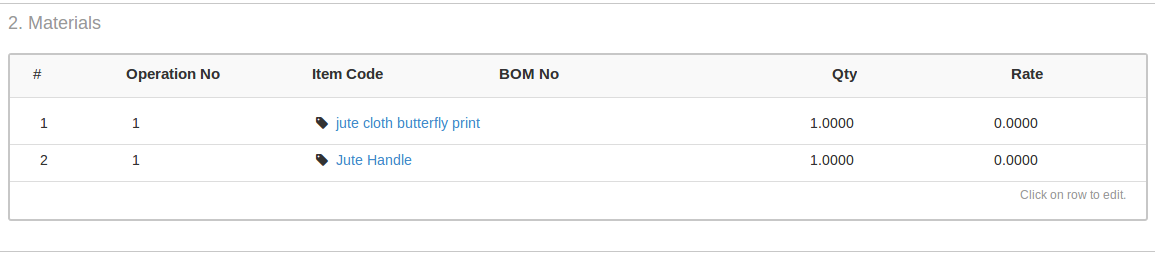 2. Materials
# Operation No Item Code BOM No Qty Rate
1 1 jute cloth butterfly print 1.0000 0.0000
2 1 Jute Handle 1.0000 0.0000
Click on row to edit.